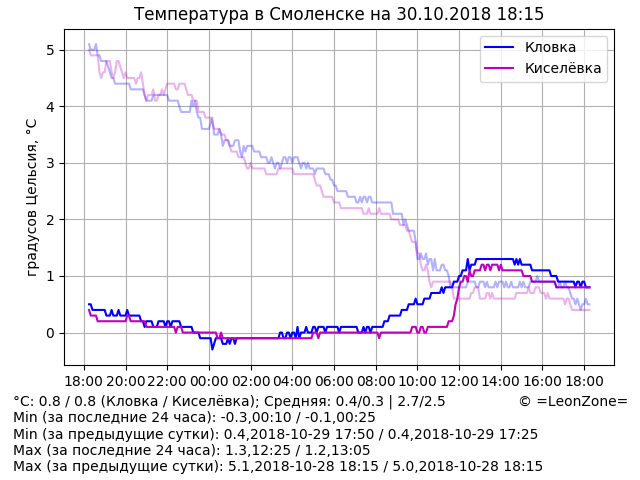 Температура в Смоленске на 30.10.2018 18:15
Кловка
Киселёвка
градусов Цельсия, °C
5
4
3
2
1
0
18:00 20:00 22:00 00:00 02:00 04:00 06:00 08:00 10:00 12:00 14:00 16:00 18:00
°C: 0.8 / 0.8 (Кловка / Киселёвка); Средняя: 0.4/0.3 | 2.7/2.5 © =LeonZone=
Min (за последние 24 часа): -0.3,00:10 / -0.1,00:25
Min (за предыдущие сутки): 0.4,2018-10-29 17:50 / 0.4,2018-10-29 17:25
Max (за последние 24 часа): 1.3,12:25 / 1.2,13:05
Max (за предыдущие сутки): 5.1,2018-10-28 18:15 / 5.0,2018-10-28 18:15